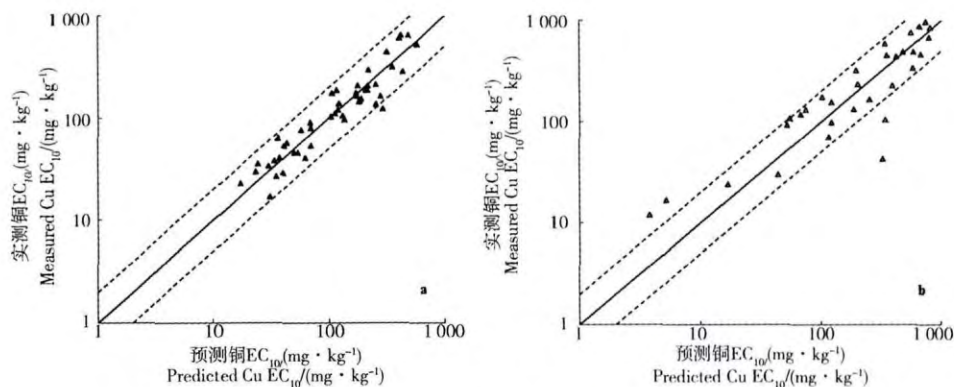 1 000
100
10
1
1
10
100
1 000
实测铜EC10/(mg · kg⁻¹)
Measured Cu EC10/(mg · kg⁻¹)
a
预测铜EC10/(mg · kg⁻¹)
Predicted Cu EC10/(mg · kg⁻¹)
1 000
100
10
1
1
10
100
1 000
实测铜EC10/(mg · kg⁻¹)
Measured Cu EC10/(mg · kg⁻¹)
b
预测铜EC10/(mg · kg⁻¹)
Predicted Cu EC10/(mg · kg⁻¹)